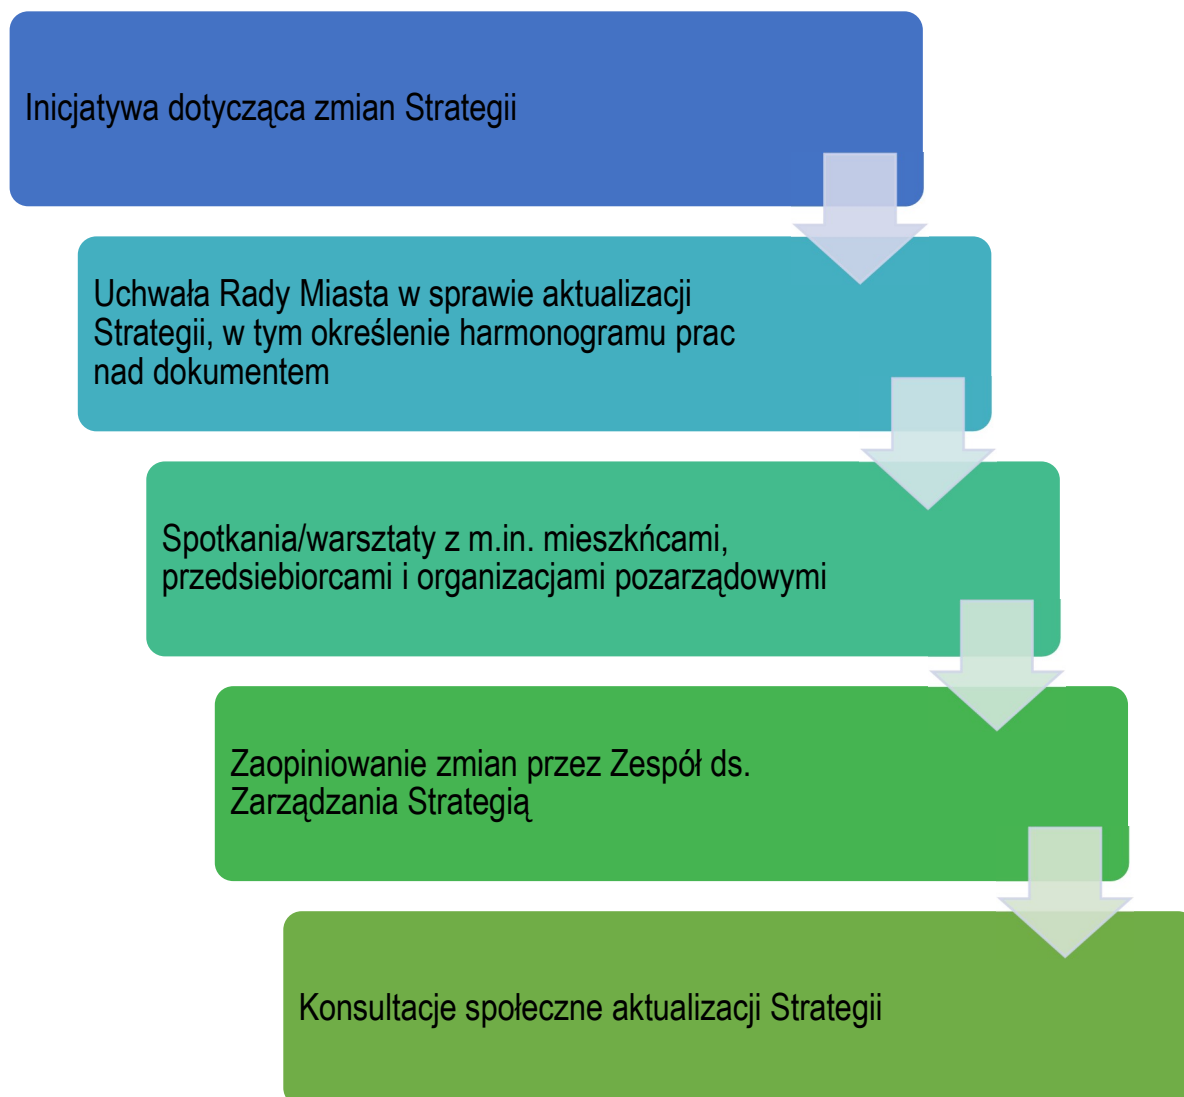 Inicjatywa dotycząca zmian Strategii
Uchwała Rady Miasta w sprawie aktualizacji
Strategii, w tym określenie harmonogramu prac
nad dokumentem
Spotkania/warsztaty z m.in. mieszkńcami,
przedsiebiorcami i organizacjami pozarządowymi
Zaopiniowanie zmian przez Zespół ds.
Zarządzania Strategią
Konsultacje społeczne aktualizacji Strategii